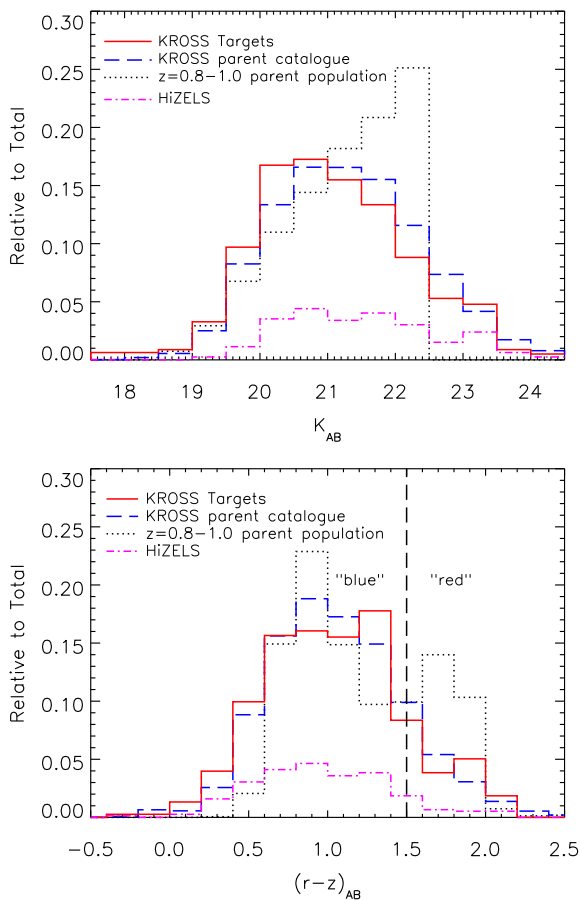 0.30
0.25
0.20
0.15
0.10
0.05
0.00
Relative to Total
KROSS Targets
KROSS parent catalogue
z=0.8−1.0 parent population
HiZELS
18 19 20 21 22 23 24
K_AB
0.30
0.25
0.20
0.15
0.10
0.05
0.00
Relative to Total
KROSS Targets
KROSS parent catalogue
z=0.8−1.0 parent population
HiZELS
"blue" "red"
−0.5 0.0 0.5 1.0 1.5 2.0 2.5
(r−z)_AB